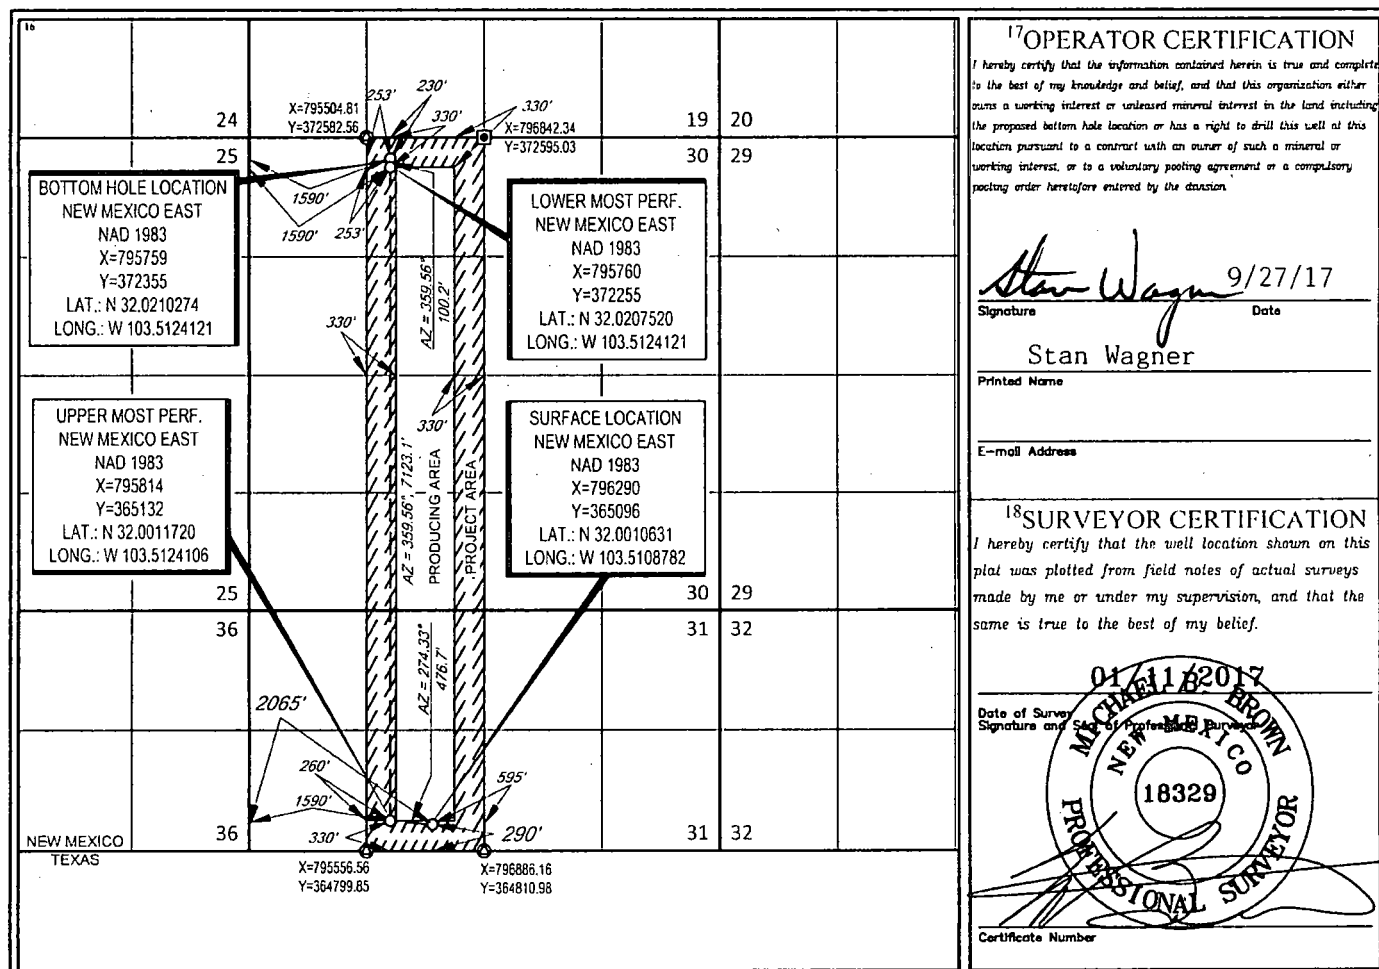 16
24
19 20
25
30 29
X=795504.81
Y=372582.56
253'
230'
330'
330'
X=796842.34
Y=372595.03
1590'
1590'
253'
BOTTOM HOLE LOCATION
NEW MEXICO EAST
NAD 1983
X=795759
Y=372355
LAT.: N 32.0210274
LONG.: W 103.5124121
LOWER MOST PERF.
NEW MEXICO EAST
NAD 1983
X=795760
Y=372255
LAT.: N 32.0207520
LONG.: W 103.5124121
AZ = 359.56°
100.2'
330'
330'
UPPER MOST PERF.
NEW MEXICO EAST
NAD 1983
X=795814
Y=365132
LAT.: N 32.0011720
LONG.: W 103.5124106
SURFACE LOCATION
NEW MEXICO EAST
NAD 1983
X=796290
Y=365096
LAT.: N 32.0010631
LONG.: W 103.5108782
AZ = 359.56°, 7123.1'
PRODUCING AREA
PROJECT AREA
25
30 29
36
31 32
AZ = 274.33°
476.7'
2065'
260'
1590'
330'
595'
290'
36
31 32
NEW MEXICO
TEXAS
X=795556.56
Y=364799.85
X=796886.16
Y=364810.98
17 OPERATOR CERTIFICATION
I hereby certify that the information contained herein is true and complete
to the best of my knowledge and belief, and that this organization either
owns a working interest or unleased mineral interest in the land including
the proposed bottom hole location or has a right to drill this well at this
location pursuant to a contract with an owner of such a mineral or
working interest, or to a voluntary pooling agreement or a compulsory
pooling order heretofore entered by the division
Stan Wagner 9/27/17
Signature Date
Stan Wagner
Printed Name
E-mail Address
18 SURVEYOR CERTIFICATION
I hereby certify that the well location shown on this
plat was plotted from field notes of actual surveys
made by me or under my supervision, and that the
same is true to the best of my belief.
01/11/2017
Date of Survey
Signature and Seal of Professional Surveyor
MICHAEL B. BROWN
NEW MEXICO
18329
PROFESSIONAL SURVEYOR
Certificate Number